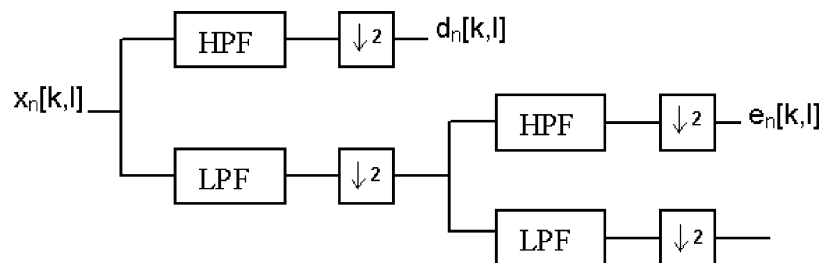 HPF ↓2 dₙ[k,l]
xₙ[k,l]
HPF ↓2 eₙ[k,l]
LPF ↓2
LPF ↓2